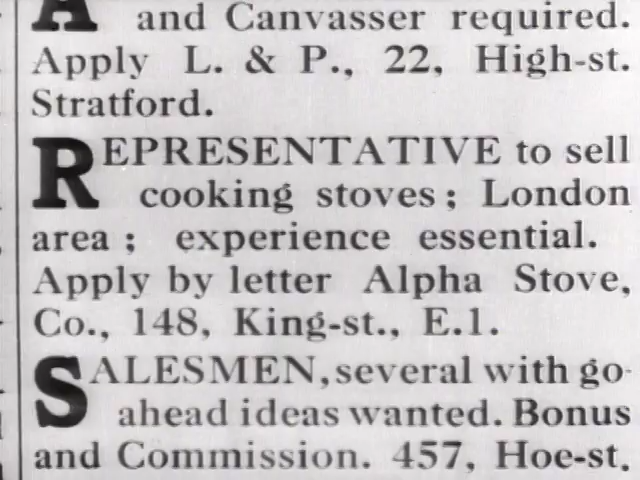 A and Canvasser required.
Apply L. & P., 22, High-st.
Stratford.
REPRESENTATIVE to sell
cooking stoves; London
area; experience essential.
Apply by letter Alpha Stove,
Co., 148, King-st., E.1.
SALESMEN, several with go-
ahead ideas wanted. Bonus
and Commission. 457, Hoe-st.